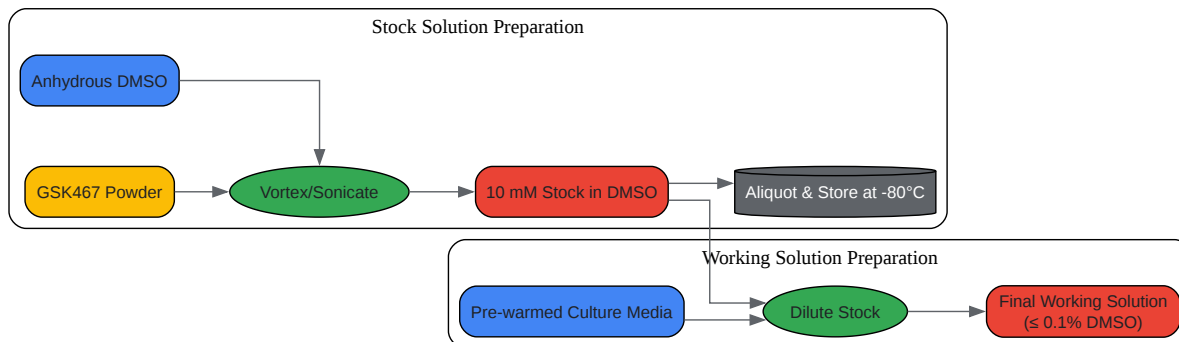 Stock Solution Preparation
Anhydrous DMSO
GSK467 Powder
Vortex/Sonicate
10 mM Stock in DMSO
Aliquot & Store at -80°C
Working Solution Preparation
Pre-warmed Culture Media
Dilute Stock
Final Working Solution
(≤ 0.1% DMSO)